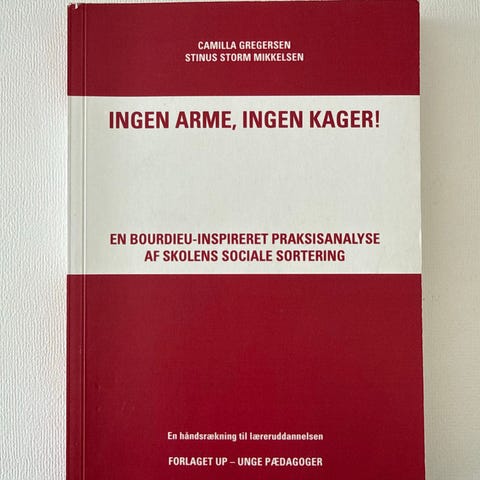 CAMILLA GREGERSEN
STINUS STORM MIKKELSEN
INGEN ARME, INGEN KAGER!
EN BOURDIEU-INSPIRERET PRAKSISANALYSE
AF SKOLENS SOCIALE SORTERING
En håndsrækning til læreruddannelsen
FORLAGET UP – UNGE PÆDAGOGER